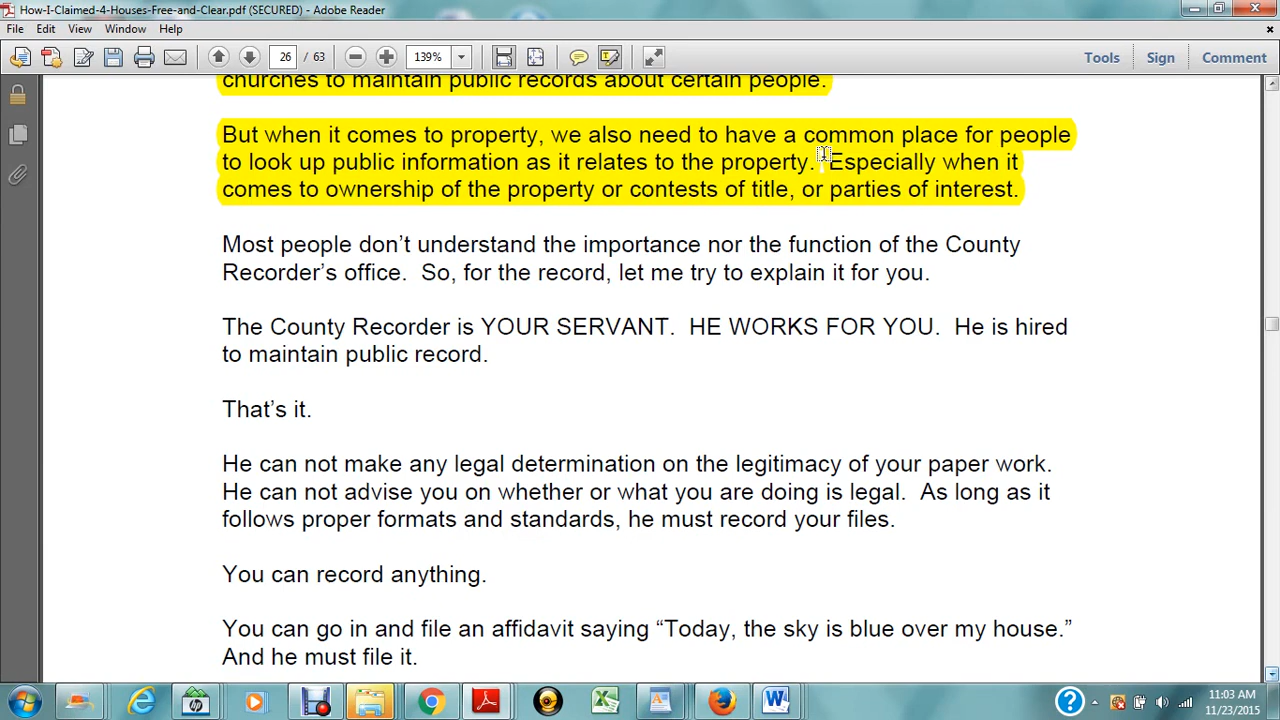 How-I-Claimed-4-Houses-Free-and-Clear.pdf (SECURED) - Adobe Reader
File Edit View Window Help
26 / 63 139% Tools Sign Comment
churches to maintain public records about certain people.
But when it comes to property, we also need to have a common place for people
to look up public information as it relates to the property. Especially when it
comes to ownership of the property or contests of title, or parties of interest.
Most people don’t understand the importance nor the function of the County
Recorder’s office. So, for the record, let me try to explain it for you.
The County Recorder is YOUR SERVANT. HE WORKS FOR YOU. He is hired
to maintain public record.
That’s it.
He can not make any legal determination on the legitimacy of your paper work.
He can not advise you on whether or what you are doing is legal. As long as it
follows proper formats and standards, he must record your files.
You can record anything.
You can go in and file an affidavit saying “Today, the sky is blue over my house.”
And he must file it.
11:03 AM
11/23/2015